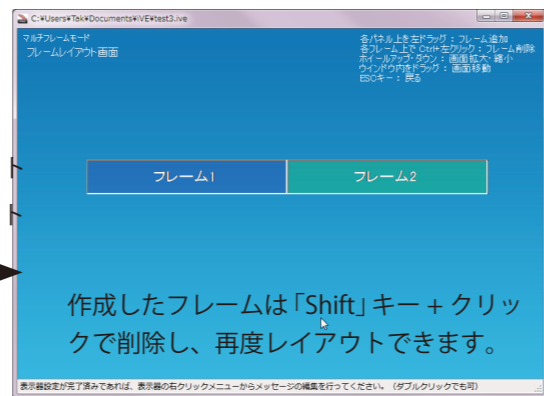 C:¥Users¥Tak¥Documents¥iVE¥test3.ive
マルチフレームモード
フレームレイアウト画面
各パネル上を左ドラッグ：フレーム追加
各フレーム上で Ctrl+左クリック：フレーム削除
ホイールアップ・ダウン：画面拡大・縮小
ウインドウ内をドラッグ：画面移動
ESCキー：戻る
フレーム1
フレーム2
作成したフレームは「Shift」キー + クリッ
クで削除し、再度レイアウトできます。
表示器設定が完了済みであれば、表示器の右クリックメニューからメッセージの編集を行ってください。（ダブルクリックでも可）